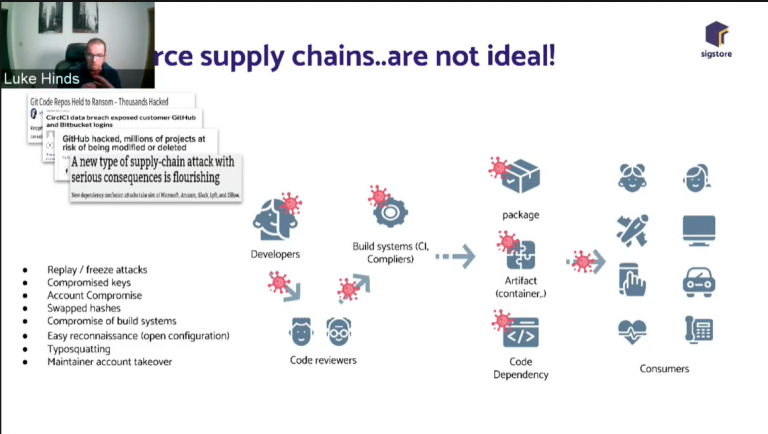 rce supply chains..are not ideal!
sigstore
Luke Hinds
Git Code Repos Held to Ransom - Thousands Hacked
CirclCI data breach exposed customer GitHub
and Bitbucket logins
GitHub hacked, millions of projects at
risk of being modified or deleted
A new type of supply-chain attack with
serious consequences is flourishing
New dependency confusion attacks take aim at Microsoft, Amazon, Slack, Lyft, and Zillow.
Developers
Build systems (CI,
Compliers)
Code reviewers
package
Artifact
(container,.)
Code
Dependency
Consumers
● Replay / freeze attacks
● Compromised keys
● Account Compromise
● Swapped hashes
● Compromise of build systems
● Easy reconnaissance (open configuration)
● Typosquatting
● Maintainer account takeover